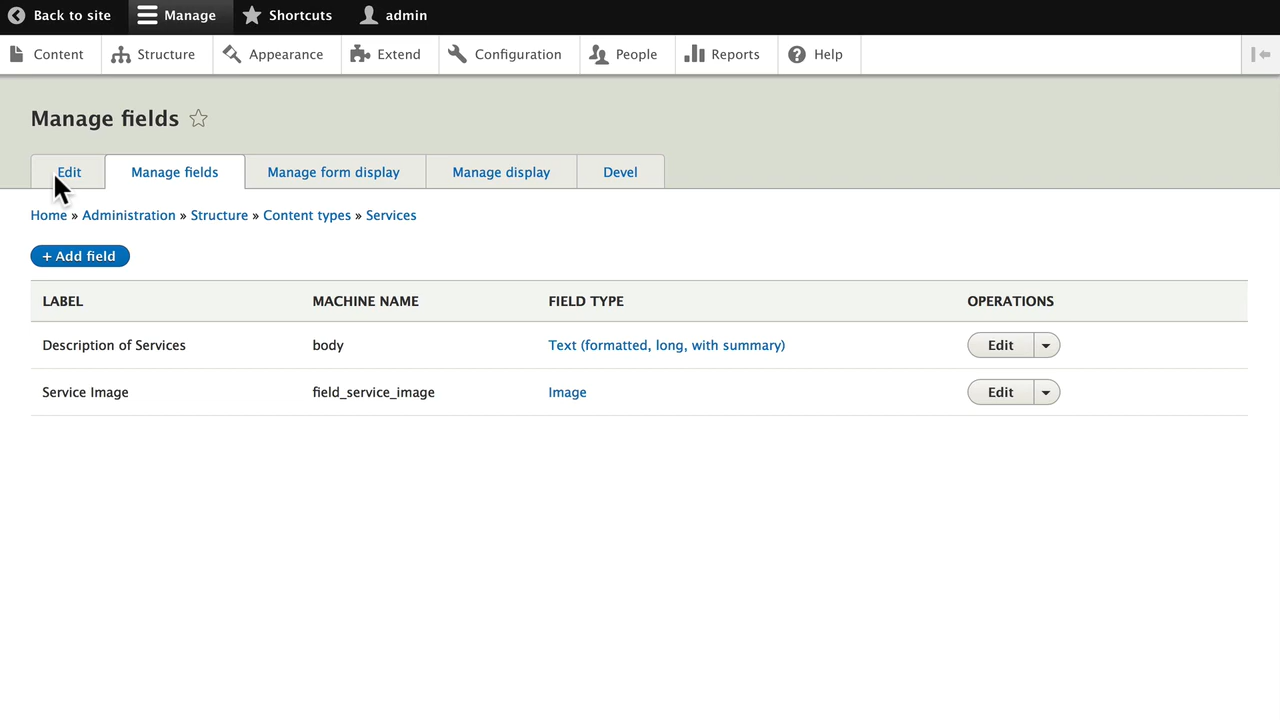 Back to site Manage Shortcuts admin
Content Structure Appearance Extend Configuration People Reports Help
Manage fields
Edit Manage fields Manage form display Manage display Devel
Home » Administration » Structure » Content types » Services
+ Add field
LABEL MACHINE NAME FIELD TYPE OPERATIONS
Description of Services body Text (formatted, long, with summary) Edit
Service Image field_service_image Image Edit